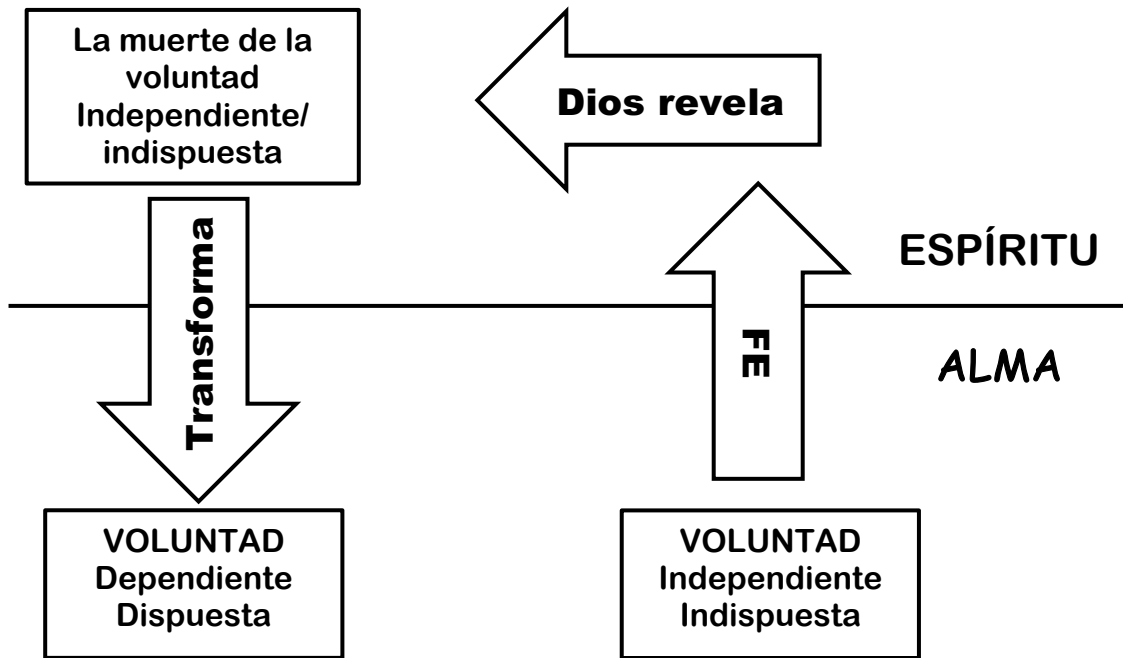 La muerte de la
voluntad
Independiente/
indispuesta
Dios revela
Transforma
FE
ESPÍRITU
ALMA
VOLUNTAD
Dependiente
Dispuesta
VOLUNTAD
Independiente
Indispuesta